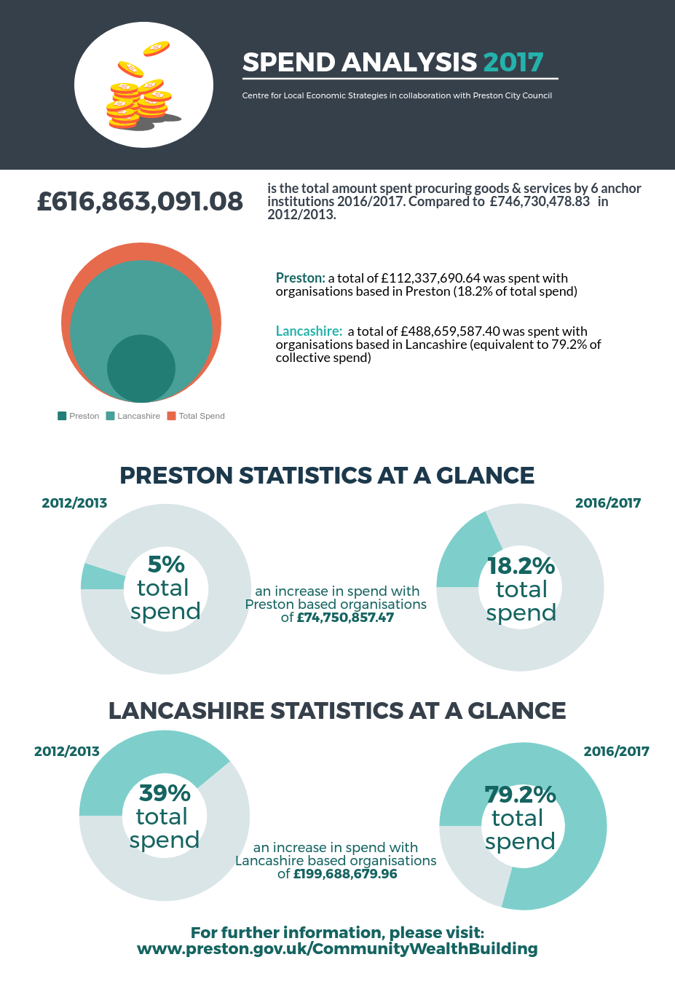 SPEND ANALYSIS 2017
Centre for Local Economic Strategies in collaboration with Preston City Council
£616,863,091.08
is the total amount spent procuring goods & services by 6 anchor
institutions 2016/2017. Compared to £746,730,478.83 in
2012/2013.
Preston: a total of £112,337,690.64 was spent with
organisations based in Preston (18.2% of total spend)
Lancashire: a total of £488,659,587.40 was spent with
organisations based in Lancashire (equivalent to 79.2% of
collective spend)
Preston Lancashire Total Spend
PRESTON STATISTICS AT A GLANCE
2012/2013
5%
total
spend
an increase in spend with
Preston based organisations
of £74,750,857.47
2016/2017
18.2%
total
spend
LANCASHIRE STATISTICS AT A GLANCE
2012/2013
39%
total
spend
an increase in spend with
Lancashire based organisations
of £199,688,679.96
2016/2017
79.2%
total
spend
For further information, please visit:
www.preston.gov.uk/CommunityWealthBuilding